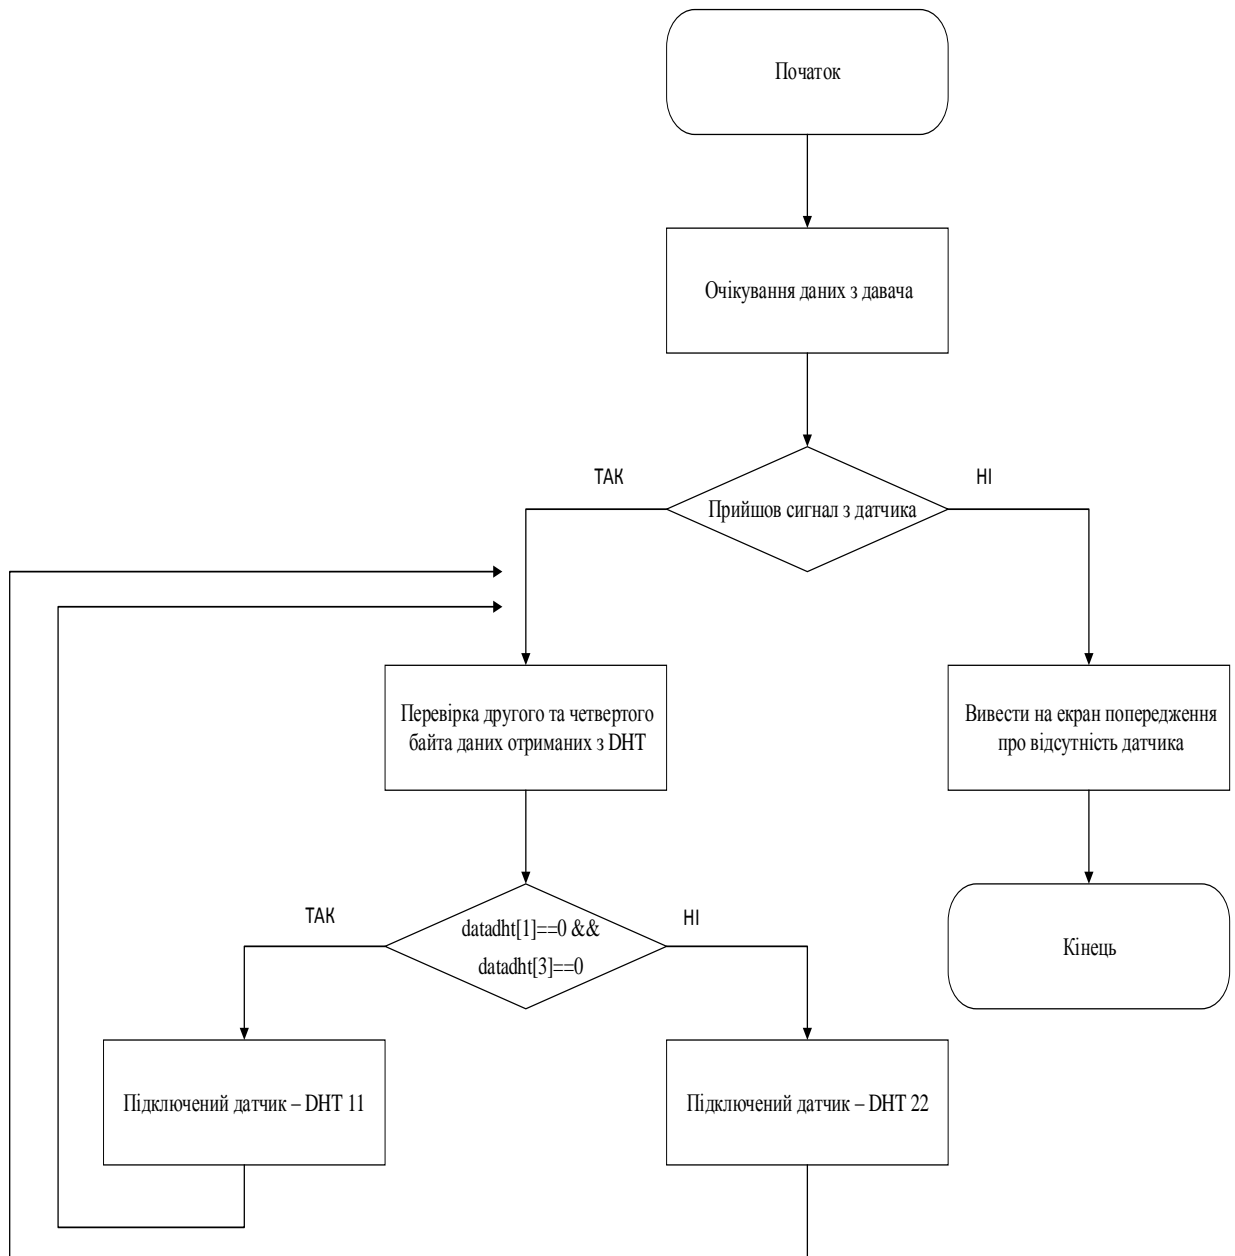 Початок
Очікування даних з давача
ТАК
НІ
Прийшов сигнал з датчика
Перевірка другого та четвертого
байта даних отриманих з DHT
Вивести на екран попередження
про відсутність датчика
ТАК
НІ
datadht[1]==0 &&
datadht[3]==0
Кінець
Підключений датчик – DHT 11
Підключений датчик – DHT 22